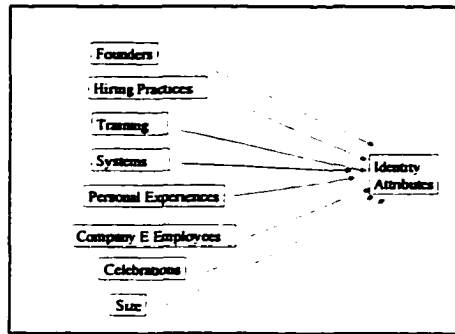 Founders
Hiring Practices
Training
Systems
Personal Experiences
Company E Employees
Celebrations
Size
Identity
Attributes